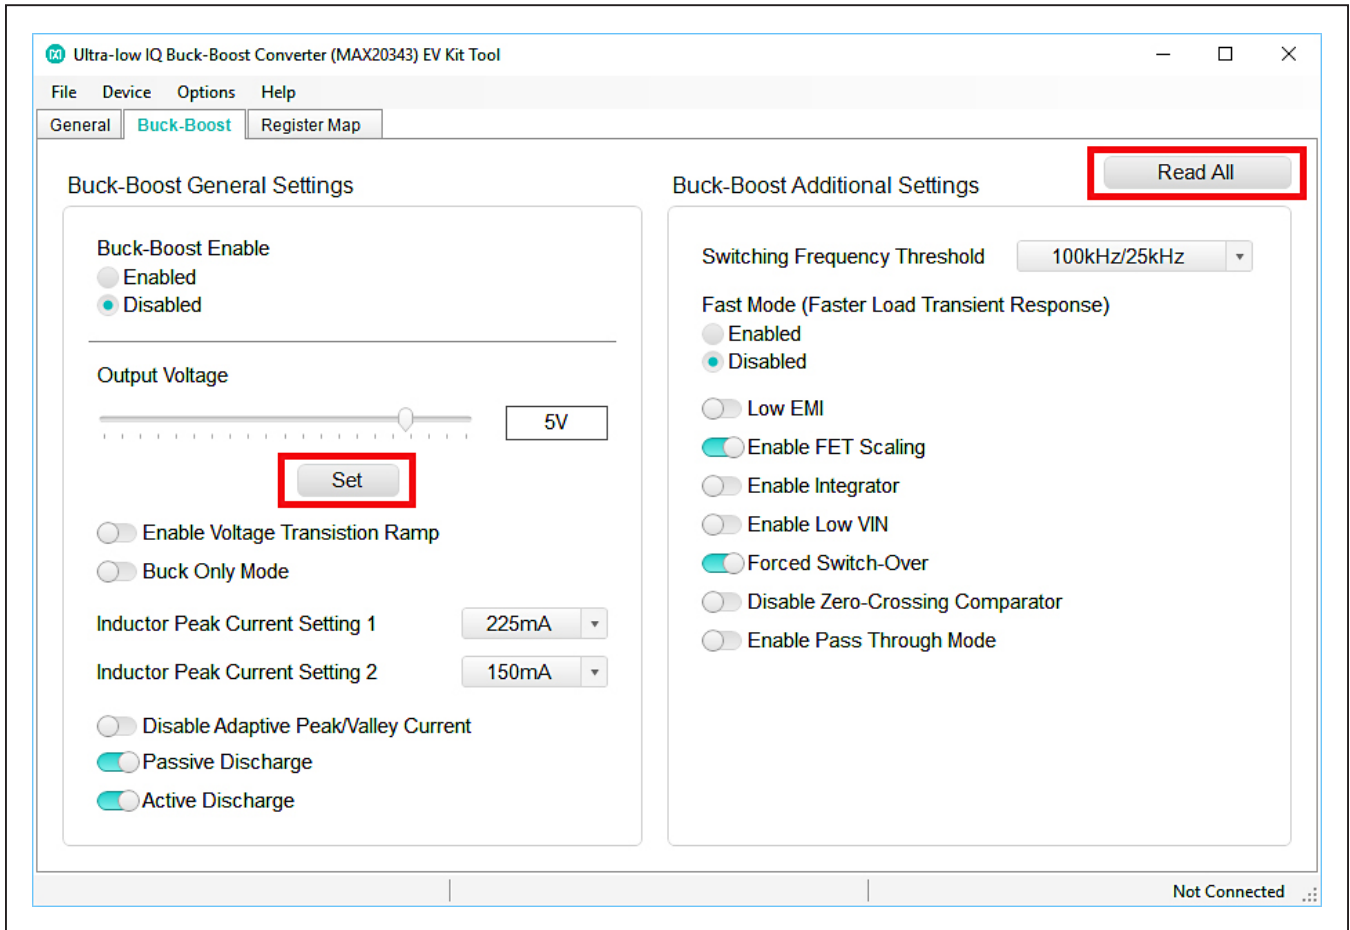 Ultra-low IQ Buck-Boost Converter (MAX20343) EV Kit Tool
File Device Options Help
General Buck-Boost Register Map
Read All
Buck-Boost General Settings
Buck-Boost Enable
Enabled
Disabled
Output Voltage
5V
Set
Enable Voltage Transistion Ramp
Buck Only Mode
Inductor Peak Current Setting 1 225mA
Inductor Peak Current Setting 2 150mA
Disable Adaptive Peak/Valley Current
Passive Discharge
Active Discharge
Buck-Boost Additional Settings
Switching Frequency Threshold 100kHz/25kHz
Fast Mode (Faster Load Transient Response)
Enabled
Disabled
Low EMI
Enable FET Scaling
Enable Integrator
Enable Low VIN
Forced Switch-Over
Disable Zero-Crossing Comparator
Enable Pass Through Mode
Not Connected